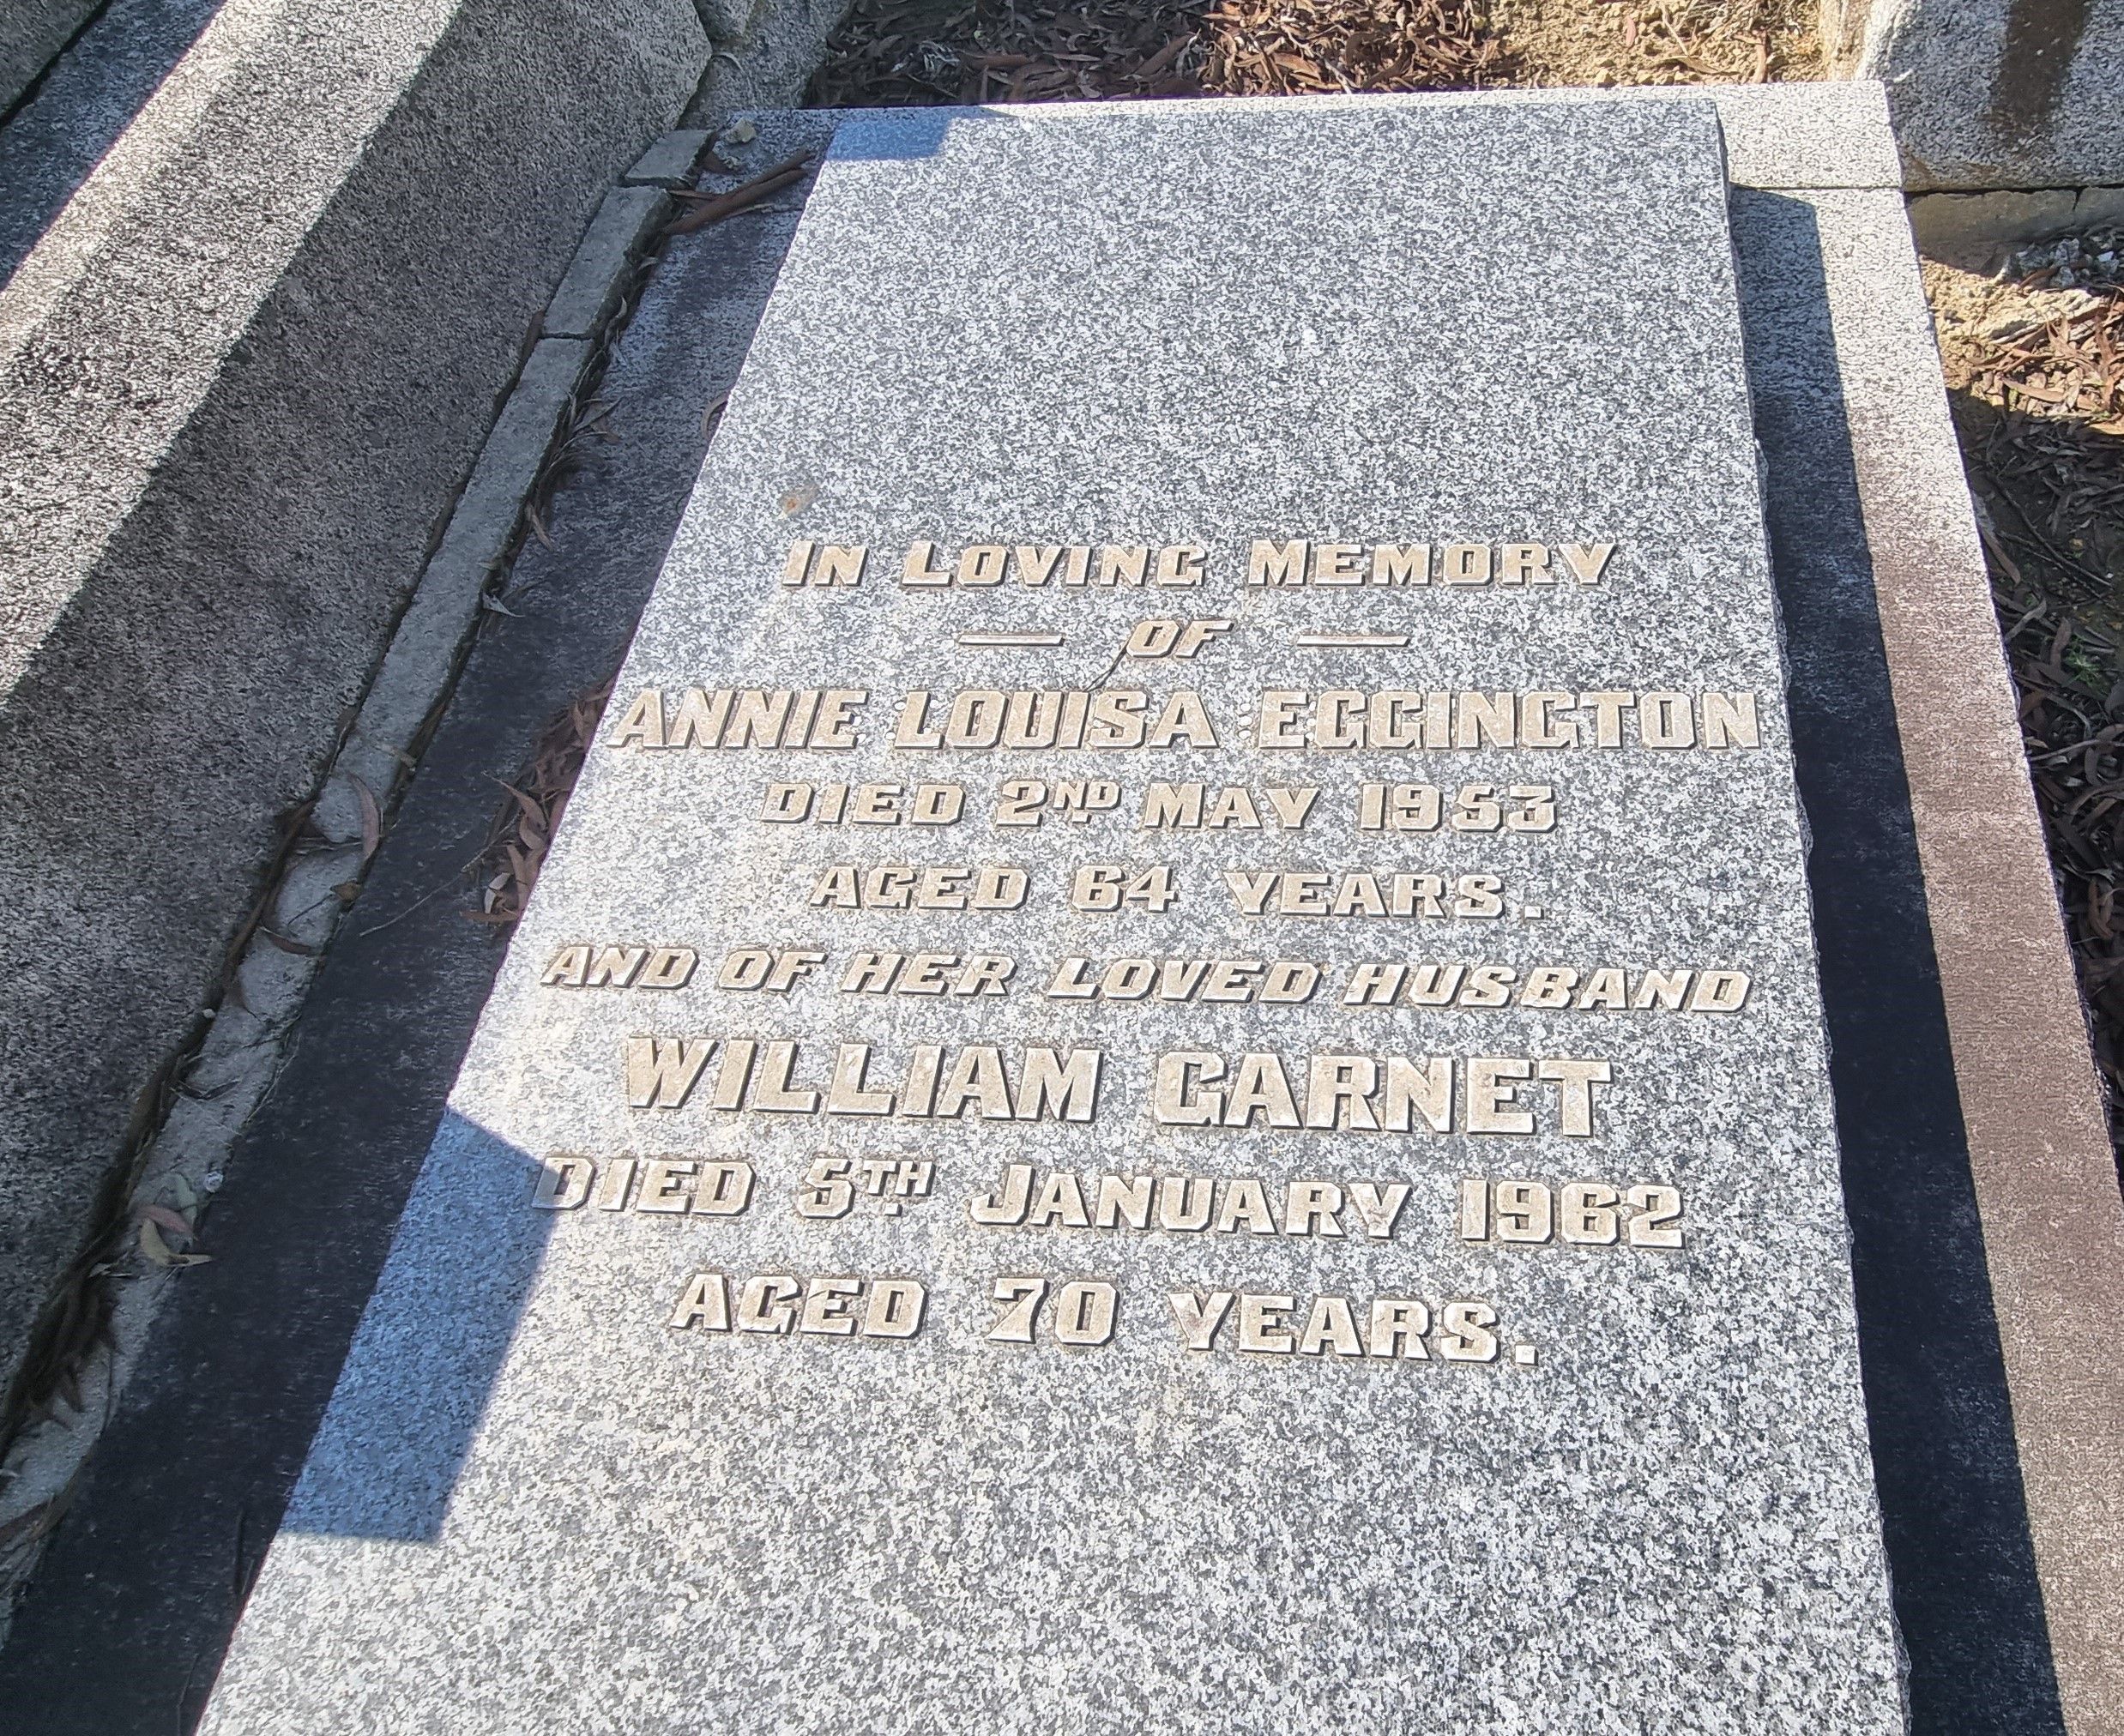 IN LOVING MEMORY
— OF —
ANNIE LOUISA EGGINGTON
DIED 2ND MAY 1953
AGED 64 YEARS.
AND OF HER LOVED HUSBAND
WILLIAM GARNET
DIED 5TH JANUARY 1962
AGED 70 YEARS.